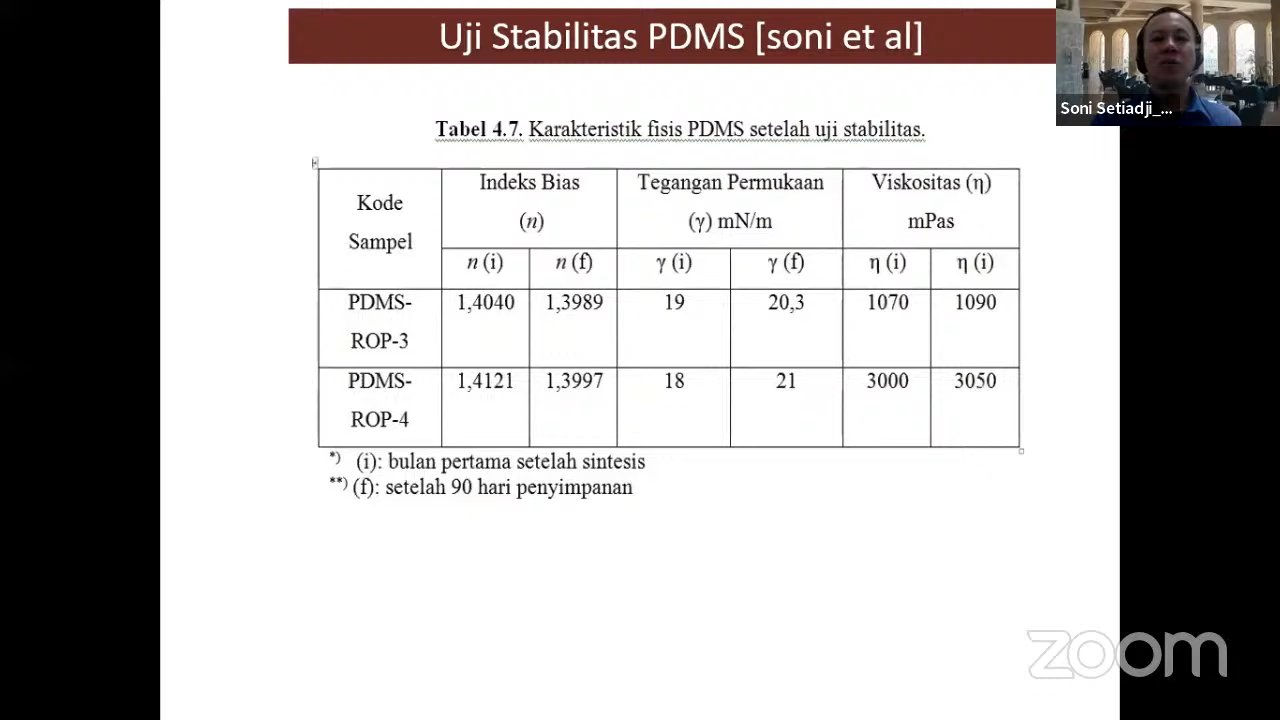 Uji Stabilitas PDMS [soni et al]
Soni Setiadji_...
Tabel 4.7. Karakteristik fisis PDMS setelah uji stabilitas.
Kode Sampel
Indeks Bias (n)
Tegangan Permukaan (γ) mN/m
Viskositas (η) mPas
n (i) n (f) γ (i) γ (f) η (i) η (i)
PDMS-ROP-3 1,4040 1,3989 19 20,3 1070 1090
PDMS-ROP-4 1,4121 1,3997 18 21 3000 3050
*) (i): bulan pertama setelah sintesis
**) (f): setelah 90 hari penyimpanan
zoom